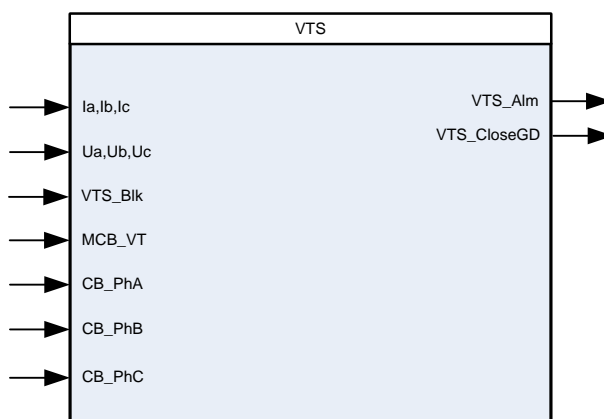 VTS
Ia,Ib,Ic
Ua,Ub,Uc
VTS_Blk
MCB_VT
CB_PhA
CB_PhB
CB_PhC
VTS_Alm
VTS_CloseGD